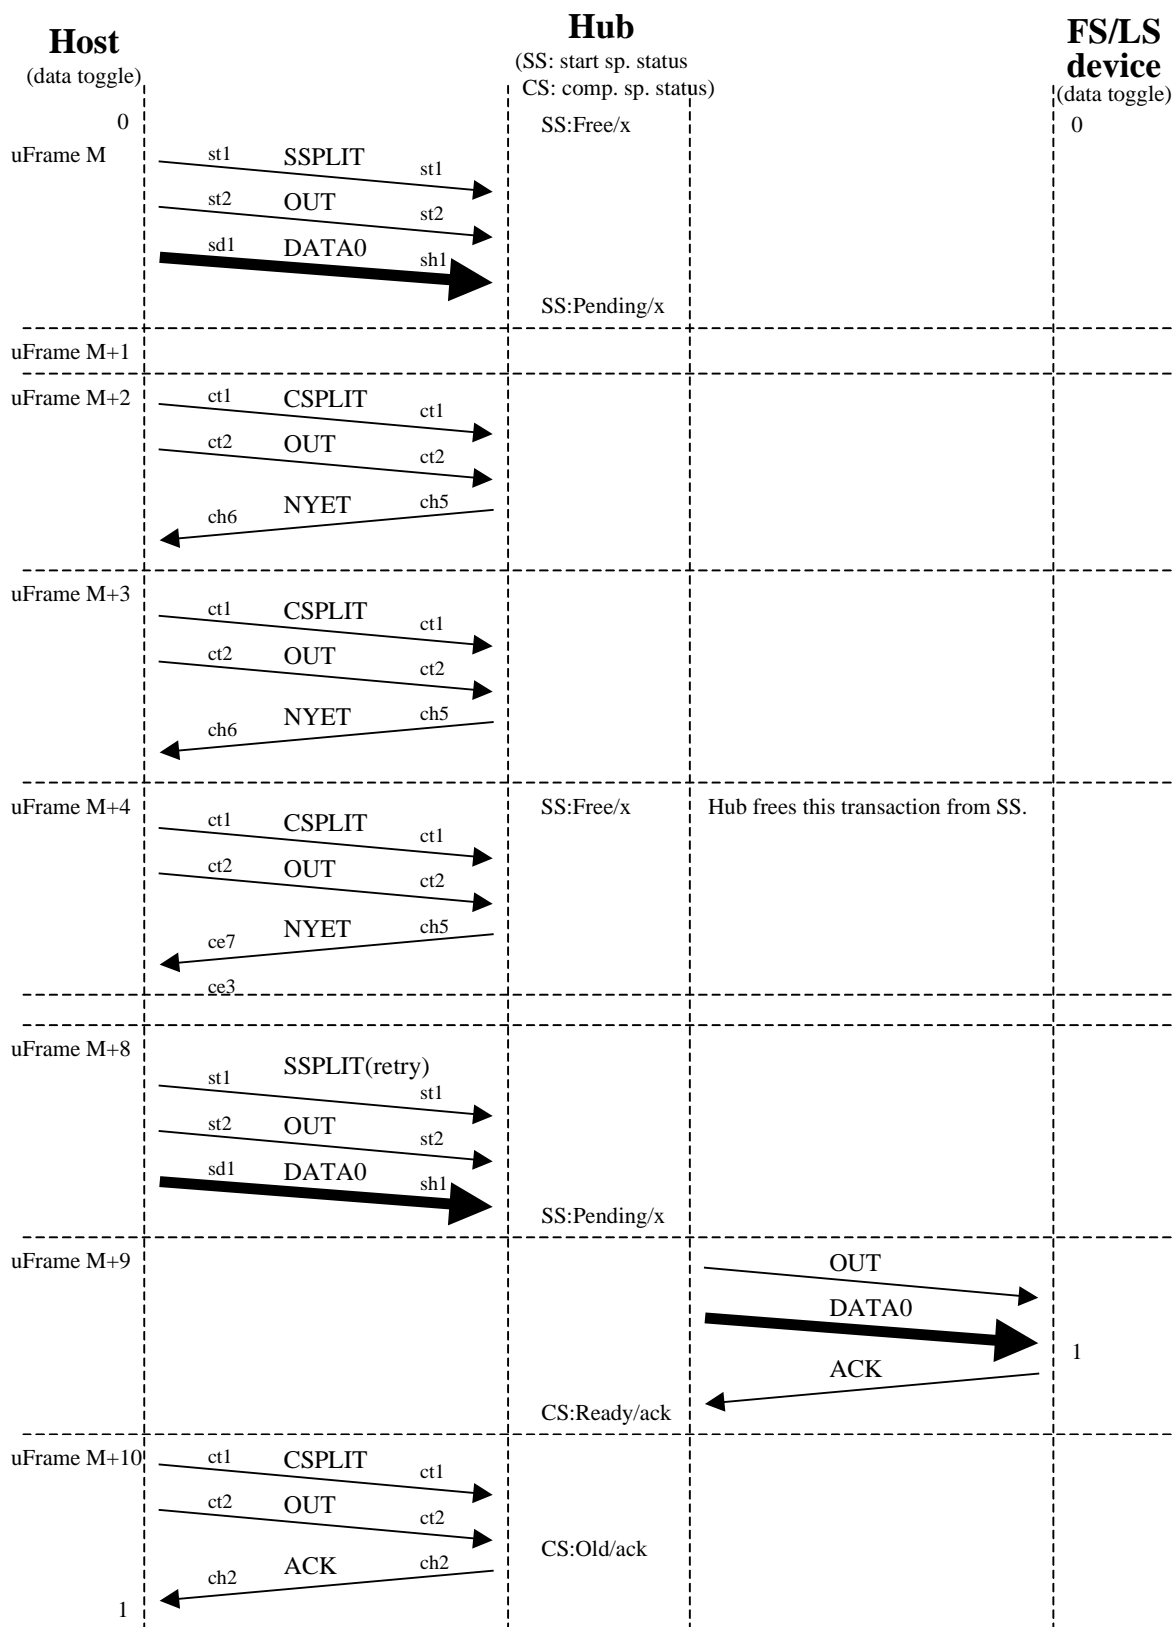 Host
(data toggle)
Hub
(SS: start sp. status
CS: comp. sp. status)
FS/LS
device
(data toggle)
0
SS:Free/x
0
uFrame M
st1 SSPLIT st1
st2 OUT st2
sd1 DATA0 sh1
SS:Pending/x
uFrame M+1
uFrame M+2
ct1 CSPLIT ct1
ct2 OUT ct2
ch6 NYET ch5
uFrame M+3
ct1 CSPLIT ct1
ct2 OUT ct2
ch6 NYET ch5
uFrame M+4
SS:Free/x
Hub frees this transaction from SS.
ct1 CSPLIT ct1
ct2 OUT ct2
ce7 NYET ch5
ce3
uFrame M+8
st1 SSPLIT(retry) st1
st2 OUT st2
sd1 DATA0 sh1
SS:Pending/x
uFrame M+9
OUT
DATA0
1
ACK
CS:Ready/ack
uFrame M+10
ct1 CSPLIT ct1
ct2 OUT ct2
CS:Old/ack
ch2 ACK ch2
1